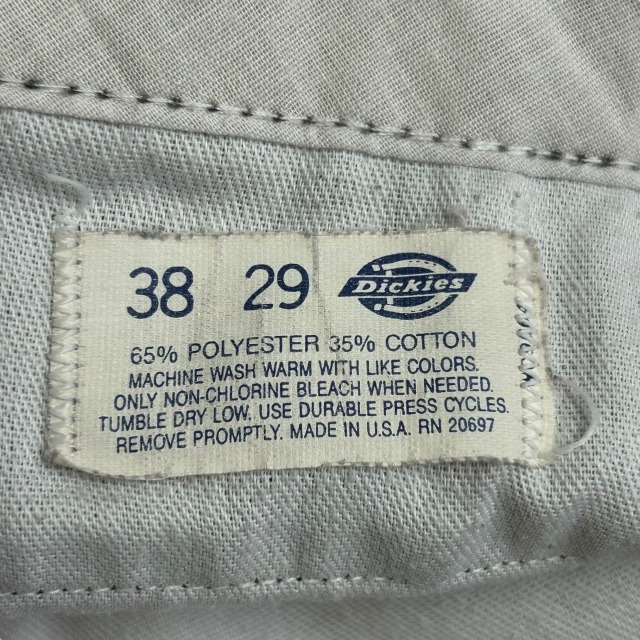 38 29 Dickies
65% POLYESTER 35% COTTON
MACHINE WASH WARM WITH LIKE COLORS.
ONLY NON-CHLORINE BLEACH WHEN NEEDED.
TUMBLE DRY LOW. USE DURABLE PRESS CYCLES.
REMOVE PROMPTLY. MADE IN U.S.A. RN 20697